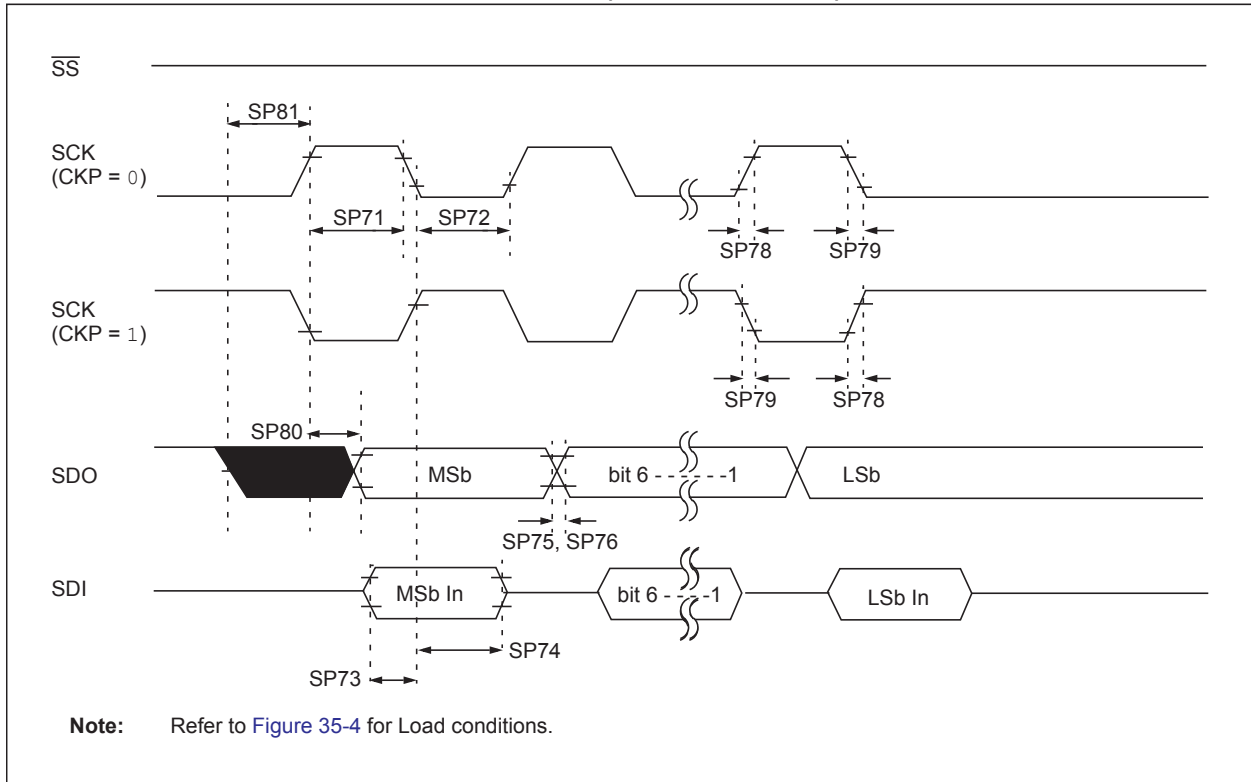 SS
SP81
SCK
(CKP = 0)
SP71
SP72
SP78
SP79
SCK
(CKP = 1)
SP79
SP78
SP80
SDO
MSb
bit 6 - - - - - -1
LSb
SP75, SP76
SDI
MSb In
bit 6 - - - - -1
LSb In
SP74
SP73
Note: Refer to Figure 35-4 for Load conditions.